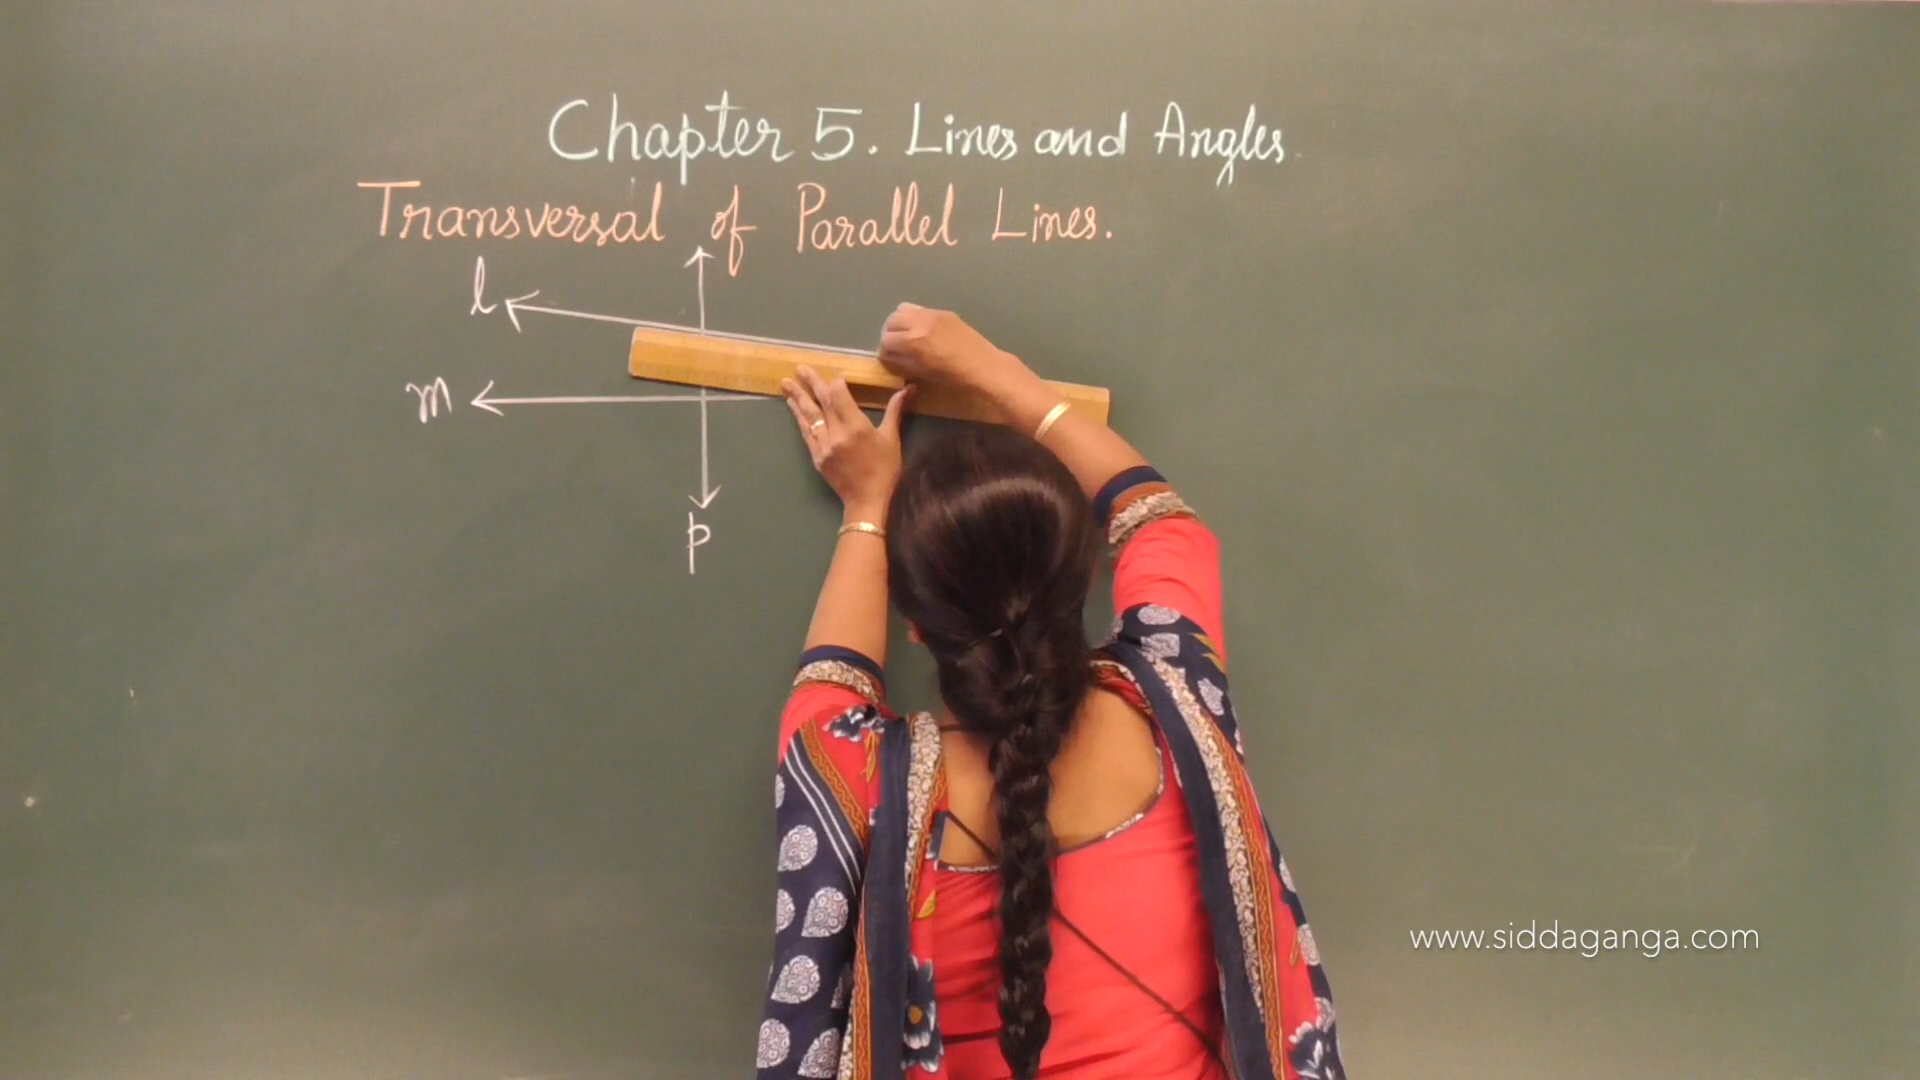 Chapter 5. Lines and Angles.
Transversal of Parallel Lines.
l
m
p
www.siddaganga.com